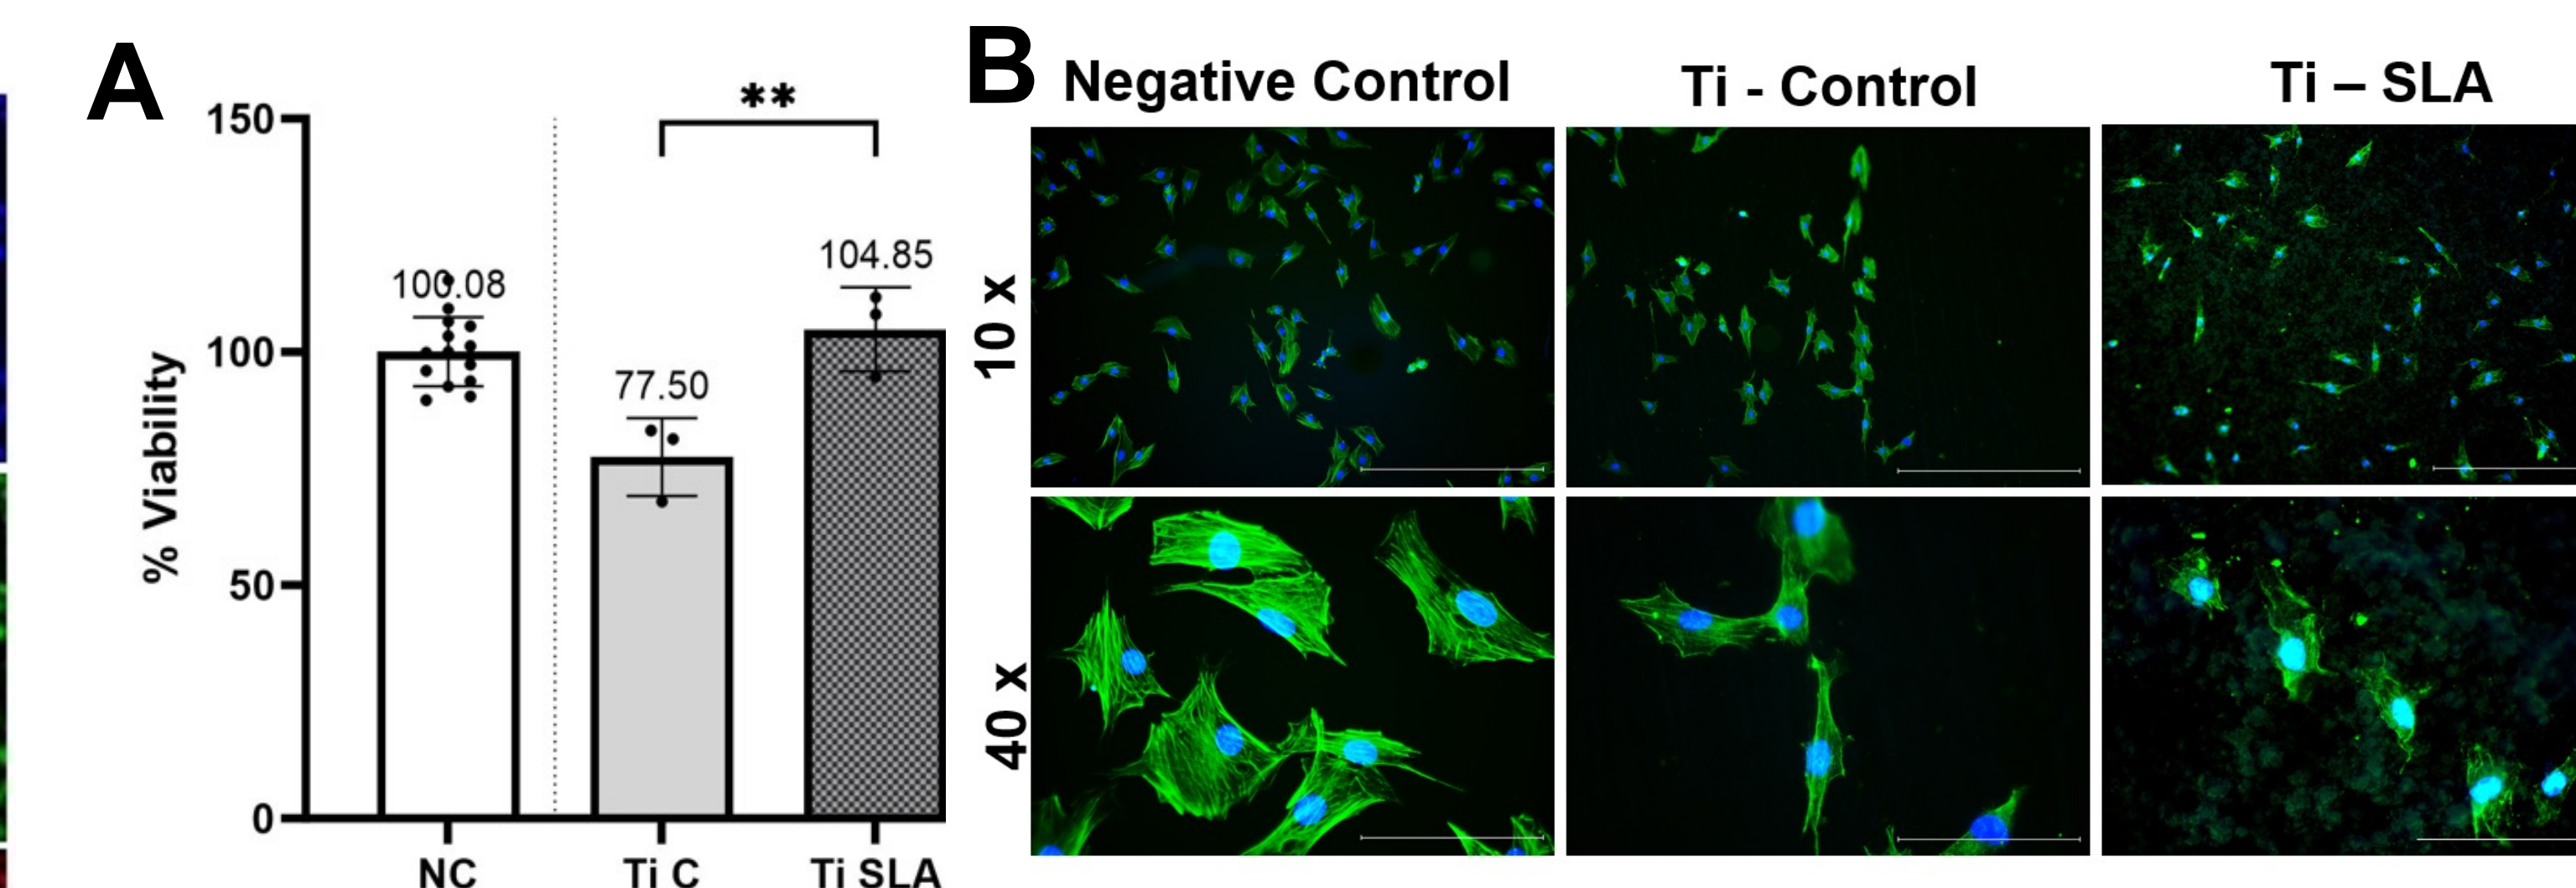 A
150
100
50
0
% Viability
**
100.08
77.50
104.85
NC
Ti C
Ti SLA
B
Negative Control
Ti - Control
Ti – SLA
10 x
40 x